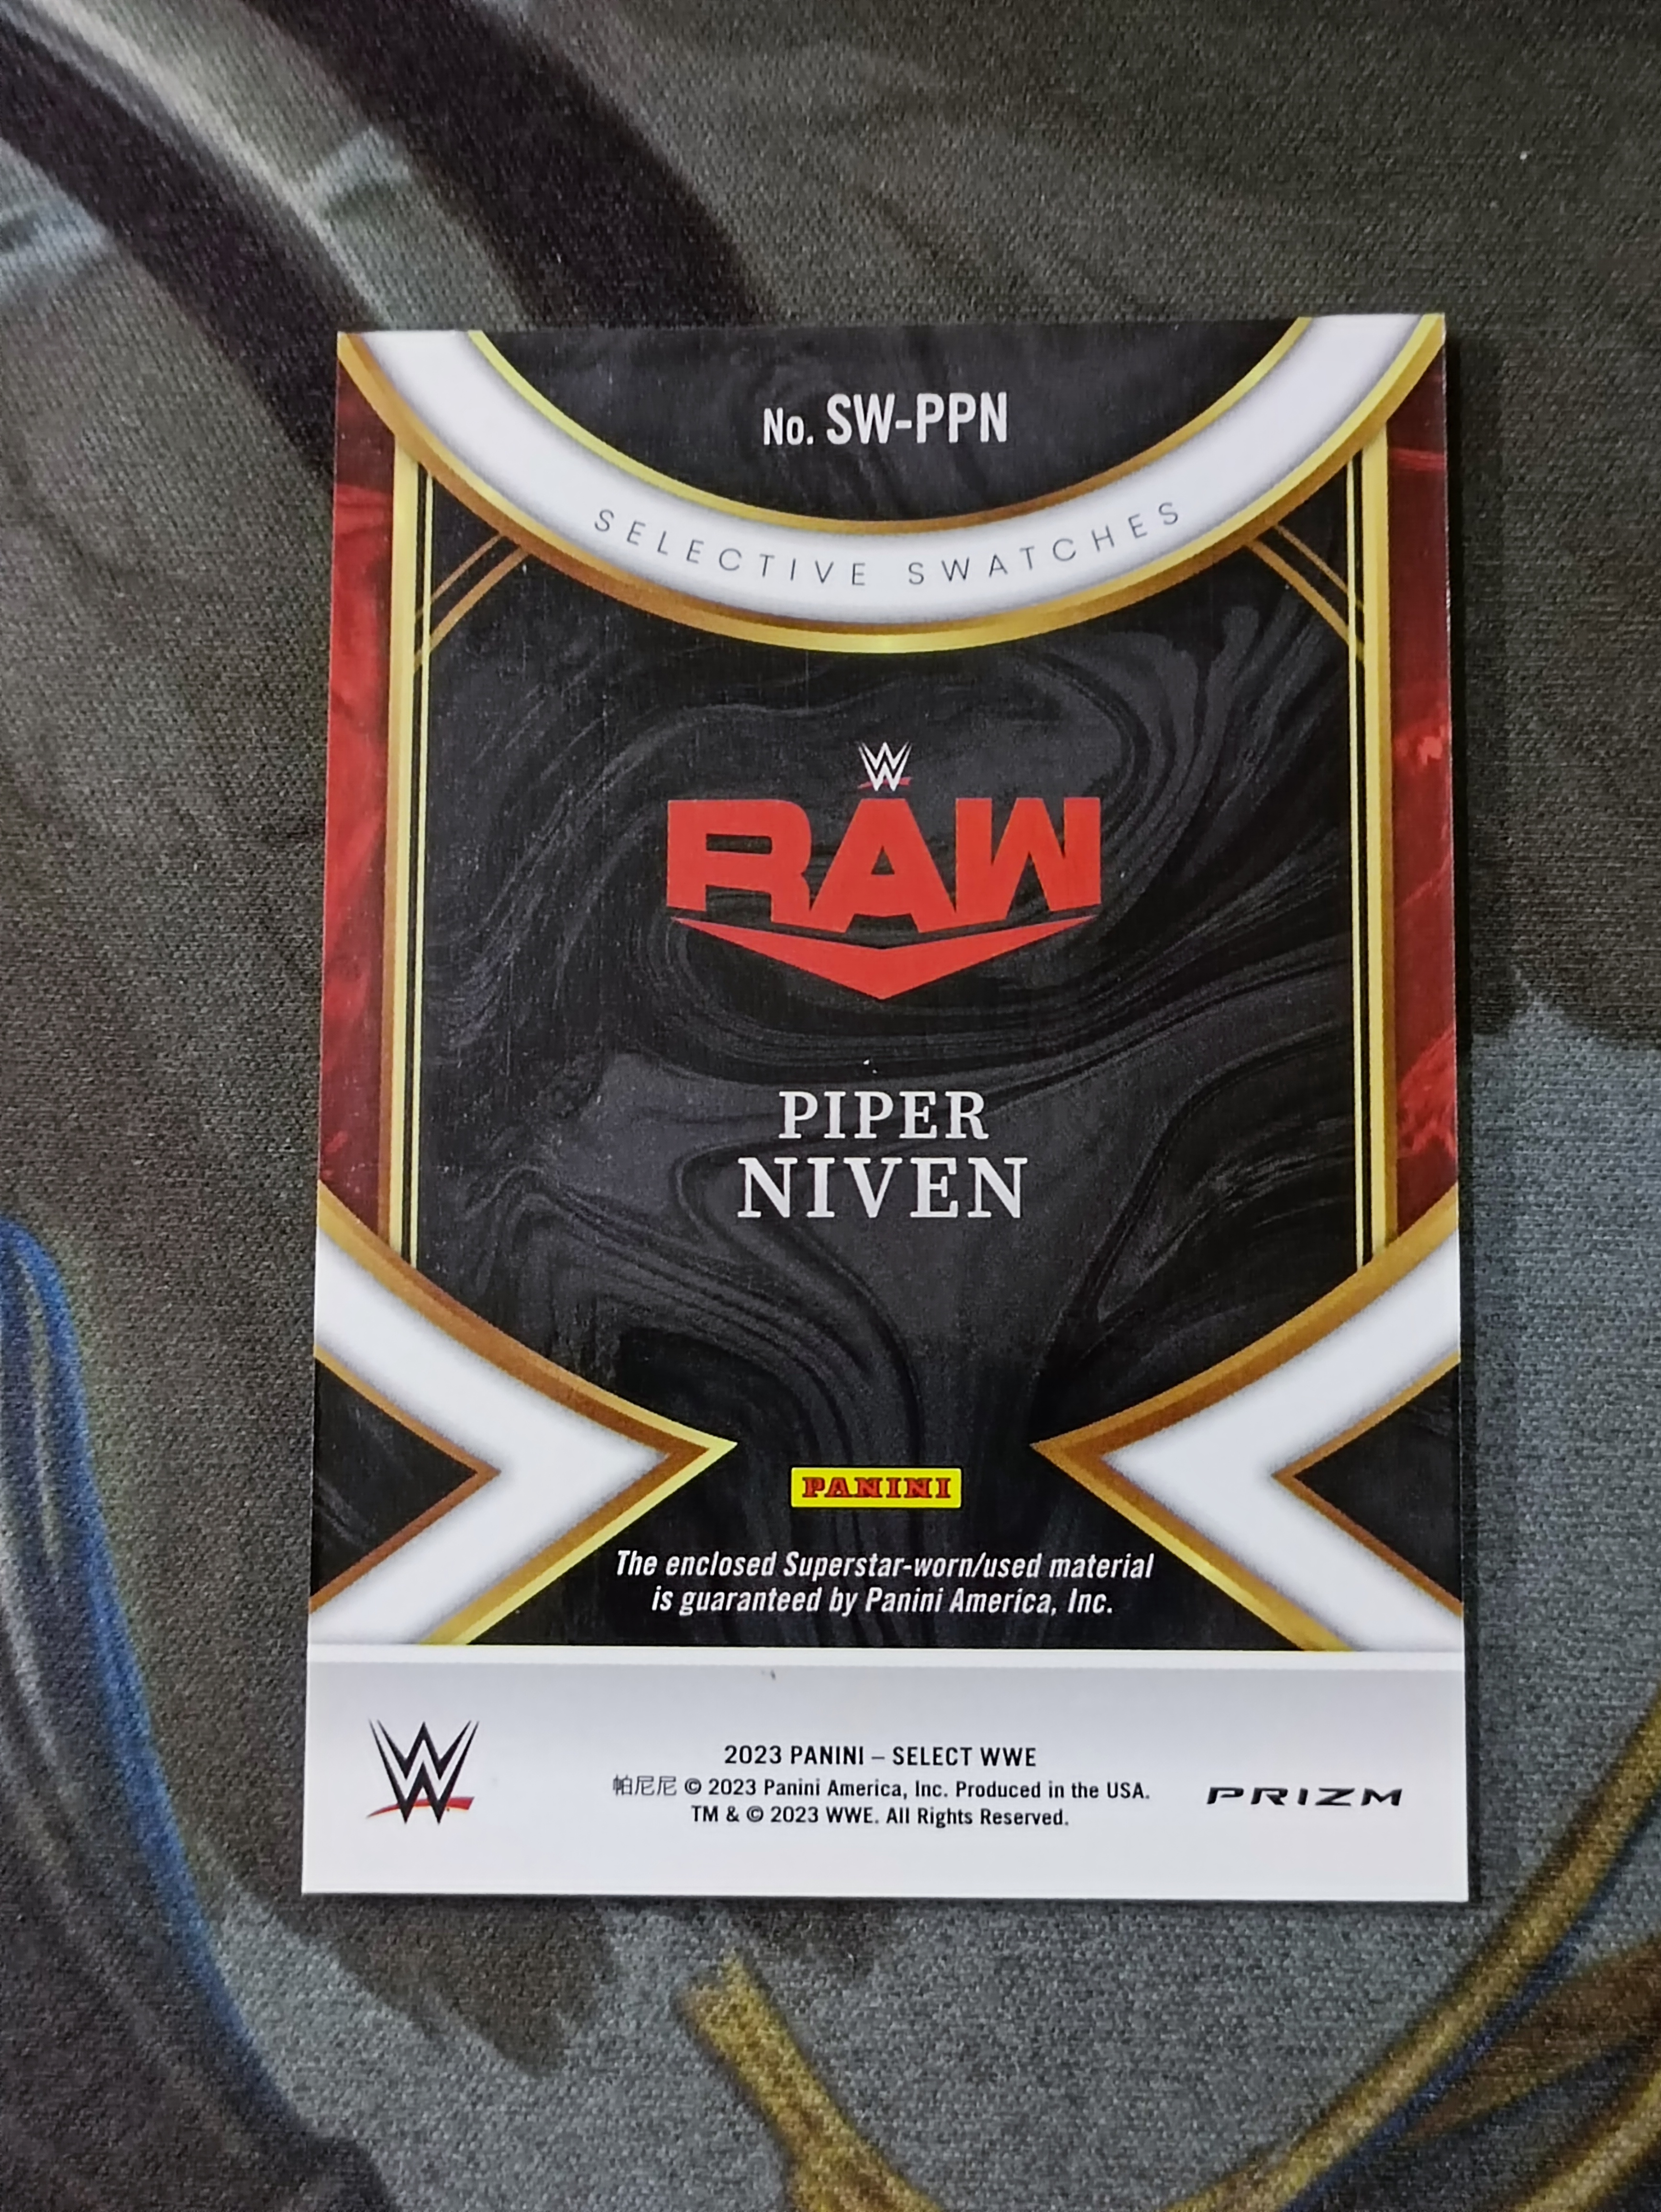 No. SW-PPN
SELECTIVE SWATCHES
W
RAW
PIPER
NIVEN
PANINI
The enclosed Superstar-worn/used material
is guaranteed by Panini America, Inc.
W
2023 PANINI – SELECT WWE
帕尼尼 © 2023 Panini America, Inc. Produced in the USA.
TM & © 2023 WWE. All Rights Reserved.
PRIZM